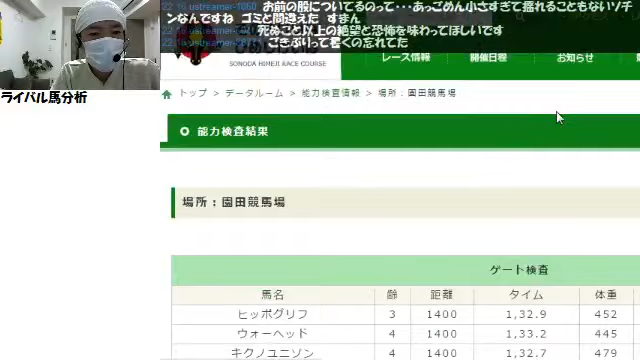 22:16 ustreamer-1060: お前の股についてるのって・・・あっごめん小さすぎて揺れることもないソチ
ンなんですね ゴミと間違えた すまん
死ぬこと以上の絶望と恐怖を味わってほしいです
ごきぶりって書くの忘れてた
SONODA HIMEJI RACE COURSE
レース情報
開催日程
お知らせ
ライバル馬分析
トップ > データルーム > 能力検査情報 > 場所：園田競馬場
能力検査結果
場所：園田競馬場
ゲート検査
馬名 齢 距離 タイム 体重
ヒッポグリフ 3 1400 1,32.9 452
ウォーヘッド 4 1400 1,33.2 445
キクノユニゾン 4 1400 1,32.7 479